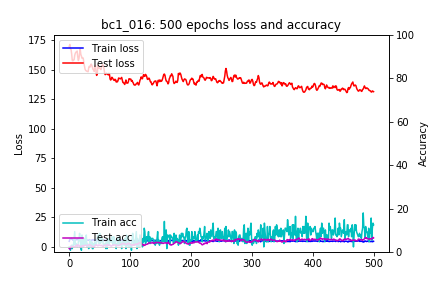 bc1_016: 500 epochs loss and accuracy
175
150
125
100
75
50
25
0
Loss
100
80
60
40
20
0
Accuracy
Train loss
Test loss
Train acc
Test acc
0
100
200
300
400
500